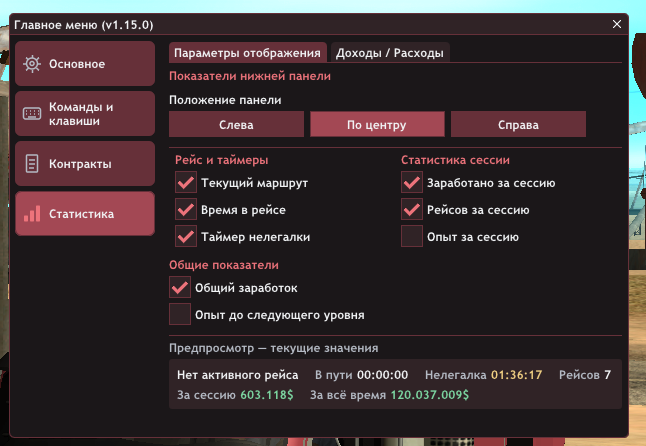 Главное меню (v1.15.0)
Основное
Команды и
клавиши
Контракты
Статистика
Параметры отображения Доходы / Расходы
Показатели нижней панели
Положение панели
Слева По центру Справа
Рейс и таймеры Статистика сессии
Текущий маршрут Заработано за сессию
Время в рейсе Рейсов за сессию
Таймер нелегалки Опыт за сессию
Общие показатели
Общий заработок
Опыт до следующего уровня
Предпросмотр — текущие значения
Нет активного рейса В пути 00:00:00 Нелегалка 01:36:17 Рейсов 7
За сессию 603.118$ За всё время 120.037.009$